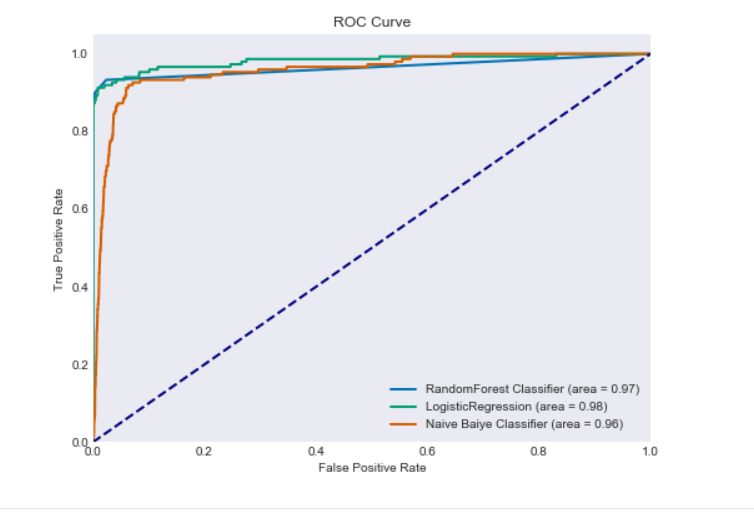 ROC Curve
1.0
0.8
0.6
0.4
0.2
0.0
True Positive Rate
RandomForest Classifier (area = 0.97)
LogisticRegression (area = 0.98)
Naive Baiye Classifier (area = 0.96)
0.0 0.2 0.4 0.6 0.8 1.0
False Positive Rate